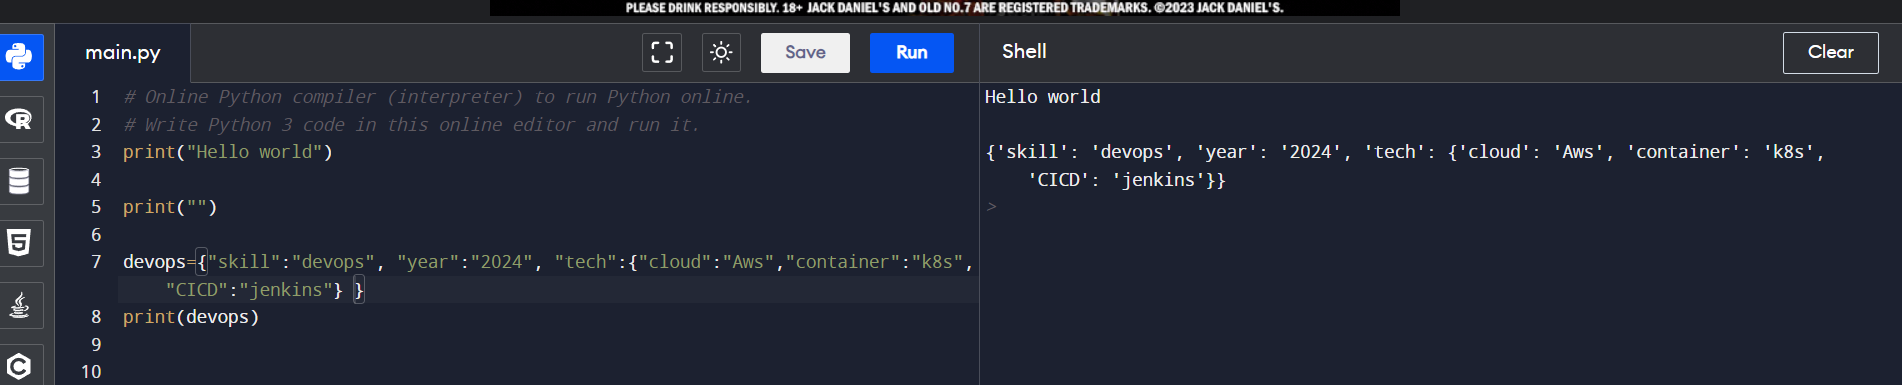 PLEASE DRINK RESPONSIBLY. 18+ JACK DANIEL'S AND OLD NO.7 ARE REGISTERED TRADEMARKS. ©2023 JACK DANIEL'S.
main.py
Save
Run
Shell
Clear
1 # Online Python compiler (interpreter) to run Python online.
2 # Write Python 3 code in this online editor and run it.
3 print("Hello world")
4
5 print("")
6
7 devops={"skill":"devops", "year":"2024", "tech":{"cloud":"Aws","container":"k8s",
"CICD":"jenkins"} }
8 print(devops)
9
10
Hello world
{'skill': 'devops', 'year': '2024', 'tech': {'cloud': 'Aws', 'container': 'k8s',
'CICD': 'jenkins'}}
>
R
5
C